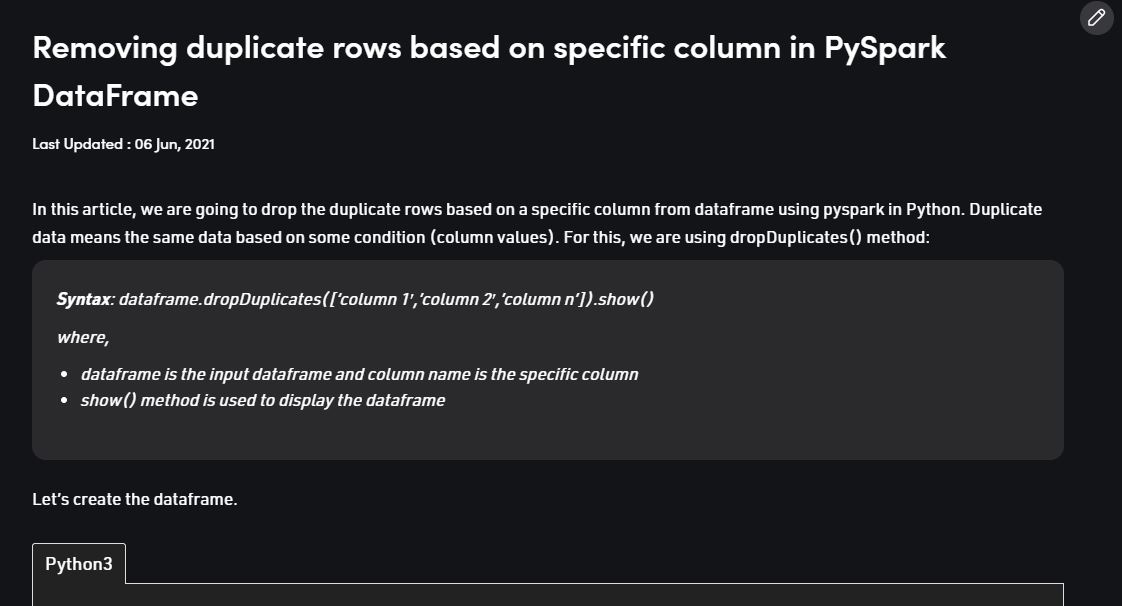 Removing duplicate rows based on specific column in PySpark
DataFrame
Last Updated : 06 Jun, 2021
In this article, we are going to drop the duplicate rows based on a specific column from dataframe using pyspark in Python. Duplicate
data means the same data based on some condition (column values). For this, we are using dropDuplicates() method:
Syntax: dataframe.dropDuplicates(['column 1′,'column 2′,'column n']).show()
where,
• dataframe is the input dataframe and column name is the specific column
• show() method is used to display the dataframe
Let's create the dataframe.
Python3